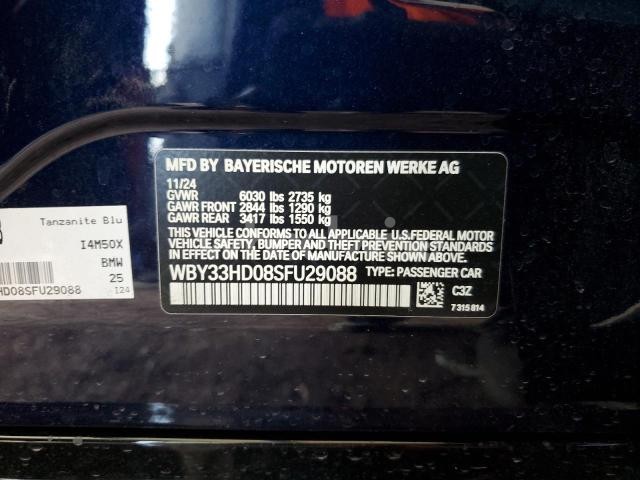 MFD BY BAYERISCHE MOTOREN WERKE AG
11/24
GVWR 6030 lbs 2735 kg
GAWR FRONT 2844 lbs 1290 kg
GAWR REAR 3417 lbs 1550 kg
THIS VEHICLE CONFORMS TO ALL APPLICABLE U.S.FEDERAL MOTOR
VEHICLE SAFETY, BUMPER, AND THEFT PREVENTION STANDARDS
IN EFFECT ON THE DATE OF MANUFACTURE SHOWN ABOVE.
WBY33HD08SFU29088 TYPE: PASSENGER CAR
C3Z
7315814
Tanzanite Blu
I4M50X
BMW
25
HD08SFU29088 124